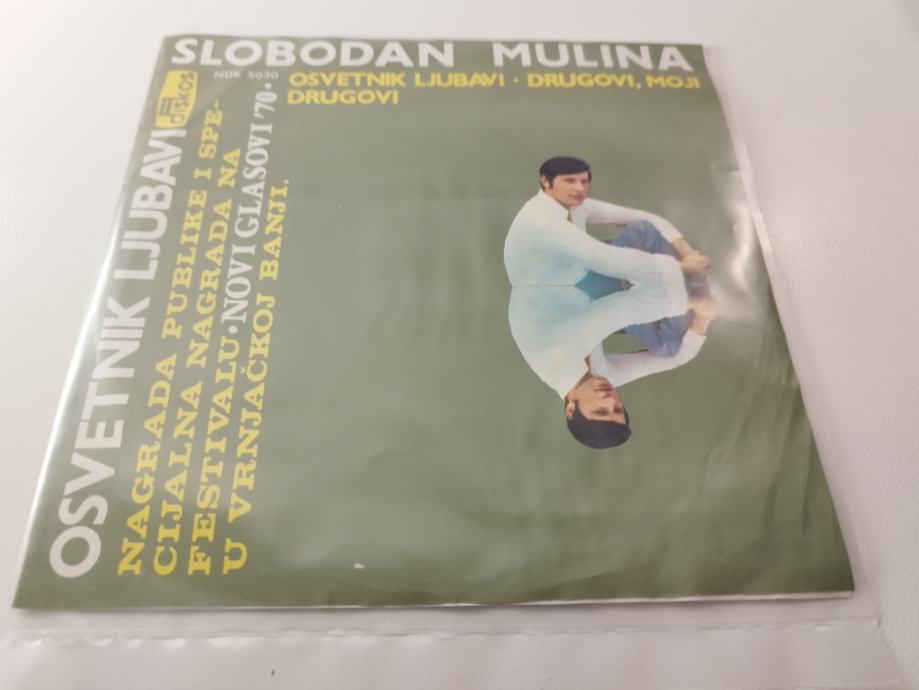 SLOBODAN MULINA
NDK 5030
OSVETNIK LJUBAVI · DRUGOVI, MOJI
DRUGOVI
diskos
OSVETNIK LJUBAVI
NAGRADA PUBLIKE I SPE-
CIJALNA NAGRADA NA
FESTIVALU·NOVI GLASOVI '70·
U VRNJAČKOJ BANJI.